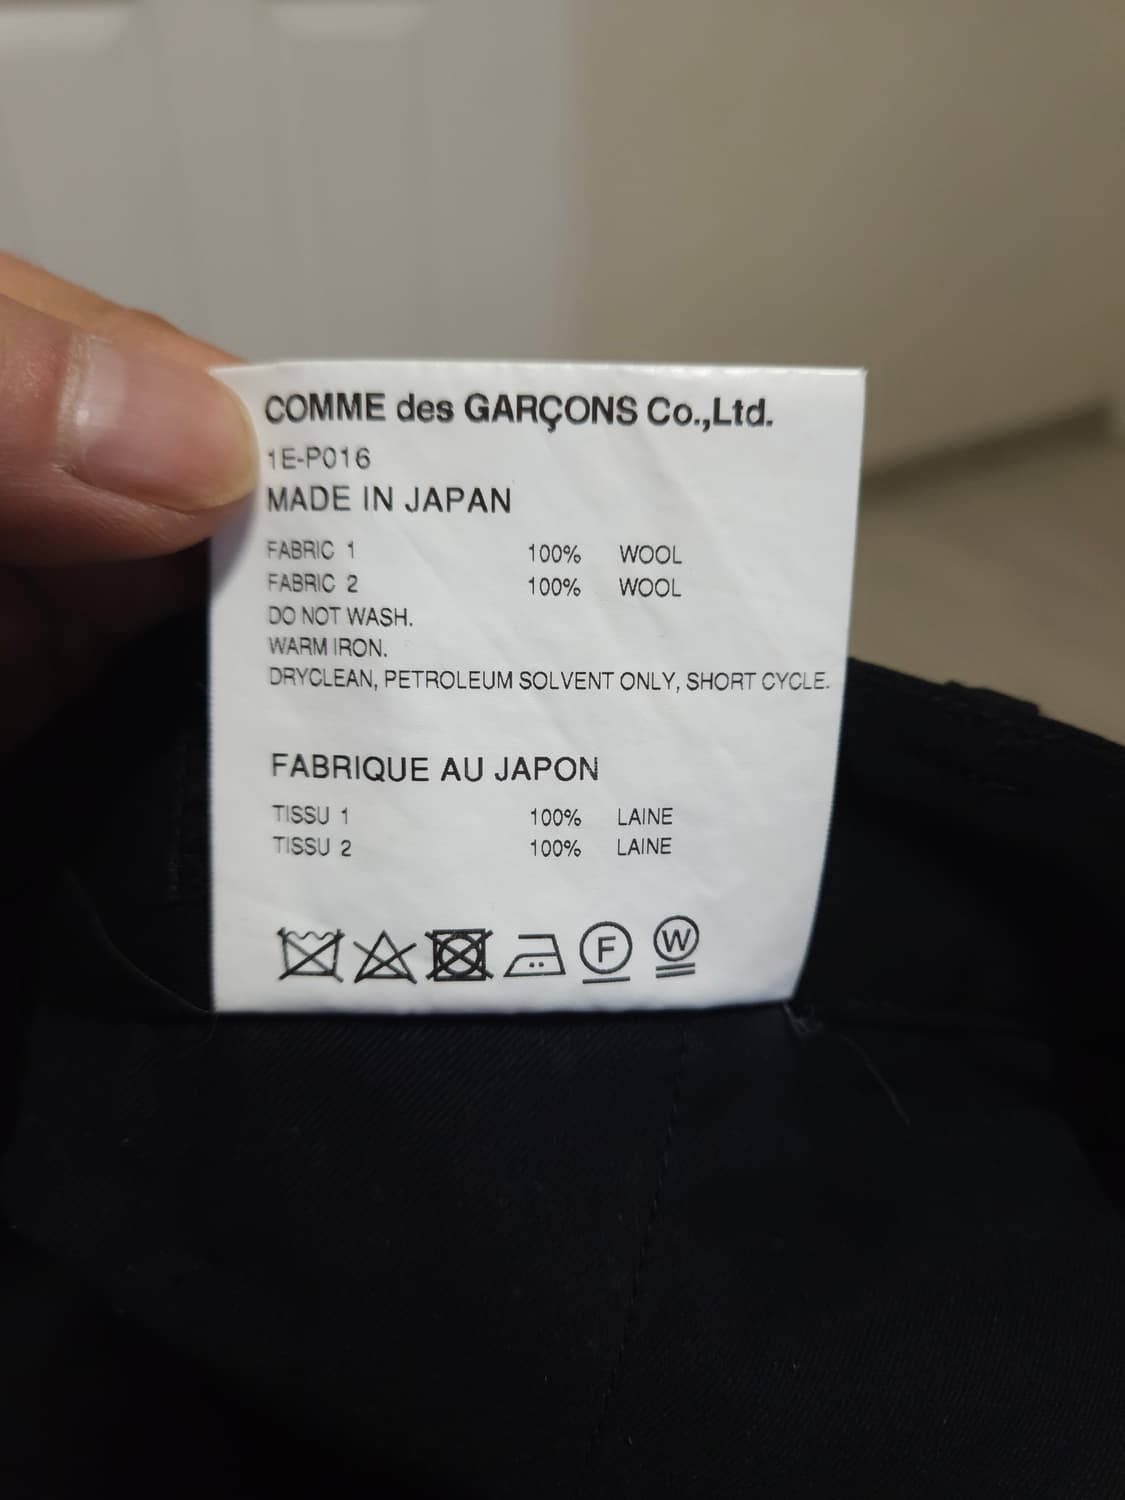 COMME des GARÇONS Co.,Ltd.
1E-P016
MADE IN JAPAN
FABRIC 1 100% WOOL
FABRIC 2 100% WOOL
DO NOT WASH.
WARM IRON.
DRYCLEAN, PETROLEUM SOLVENT ONLY, SHORT CYCLE.
FABRIQUE AU JAPON
TISSU 1 100% LAINE
TISSU 2 100% LAINE
F W